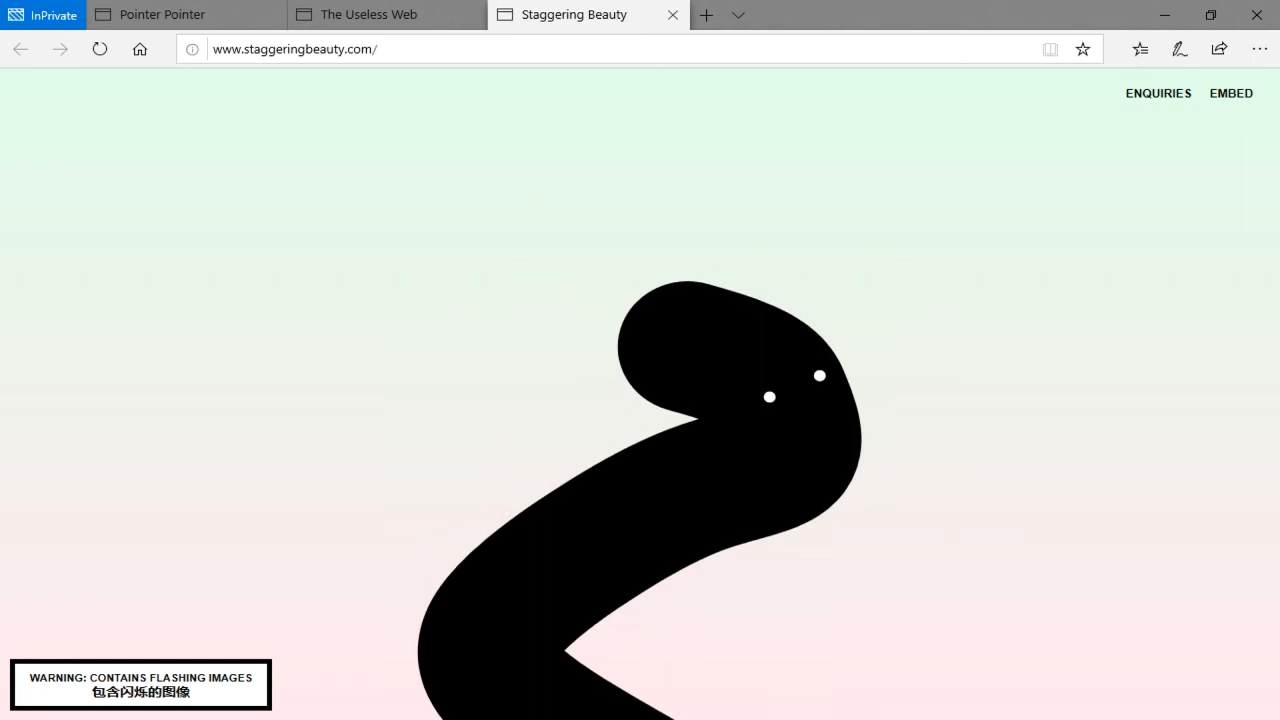 InPrivate
Pointer Pointer
The Useless Web
Staggering Beauty
www.staggeringbeauty.com/
ENQUIRIES
EMBED
WARNING: CONTAINS FLASHING IMAGES
包含闪烁的图像